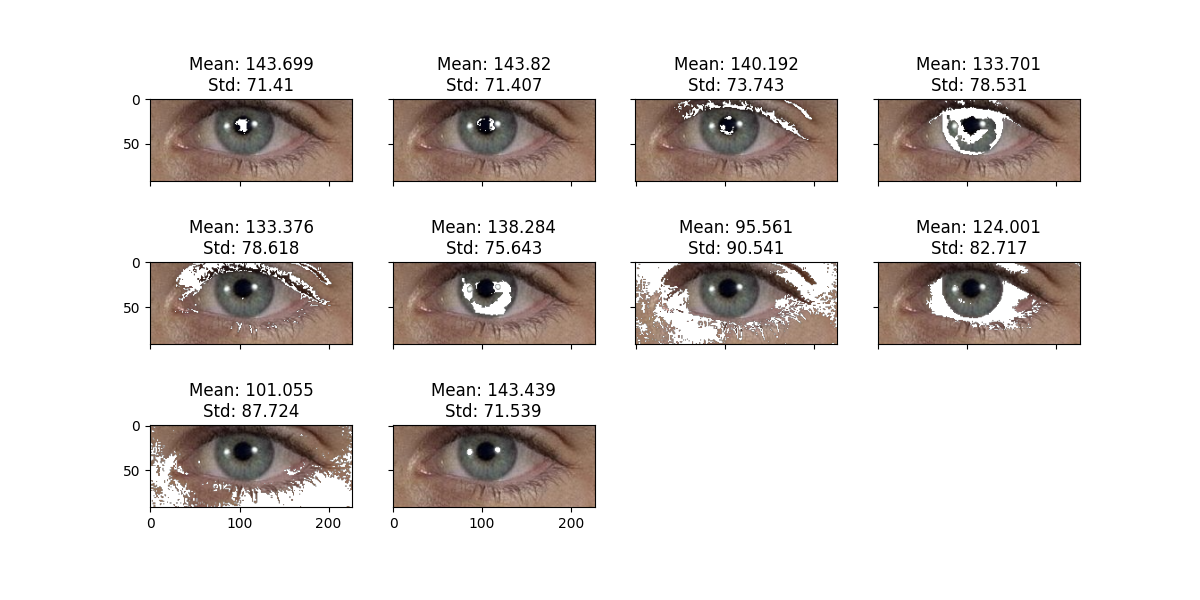 Mean: 143.699
Std: 71.41
Mean: 143.82
Std: 71.407
Mean: 140.192
Std: 73.743
Mean: 133.701
Std: 78.531
0
50
Mean: 133.376
Std: 78.618
Mean: 138.284
Std: 75.643
Mean: 95.561
Std: 90.541
Mean: 124.001
Std: 82.717
0
50
Mean: 101.055
Std: 87.724
Mean: 143.439
Std: 71.539
0
50
0 100 200
0 100 200